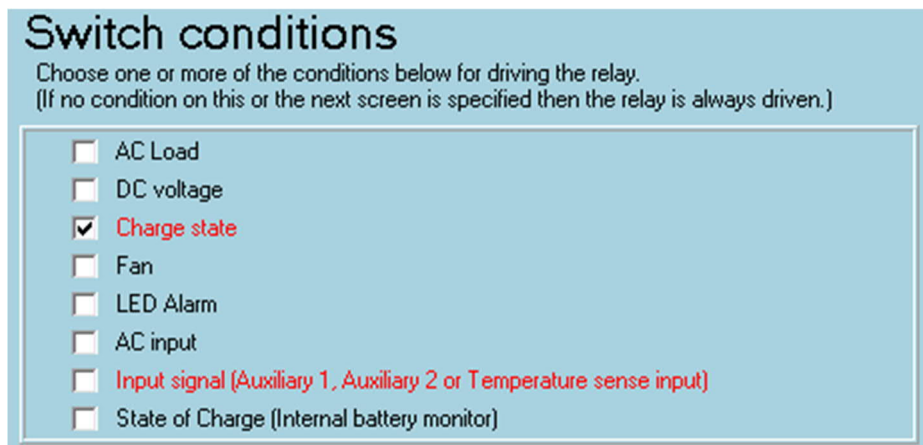 Switch conditions
Choose one or more of the conditions below for driving the relay.
(If no condition on this or the next screen is specified then the relay is always driven.)
AC Load
DC voltage
Charge state
Fan
LED Alarm
AC input
Input signal (Auxiliary 1, Auxiliary 2 or Temperature sense input)
State of Charge (Internal battery monitor)